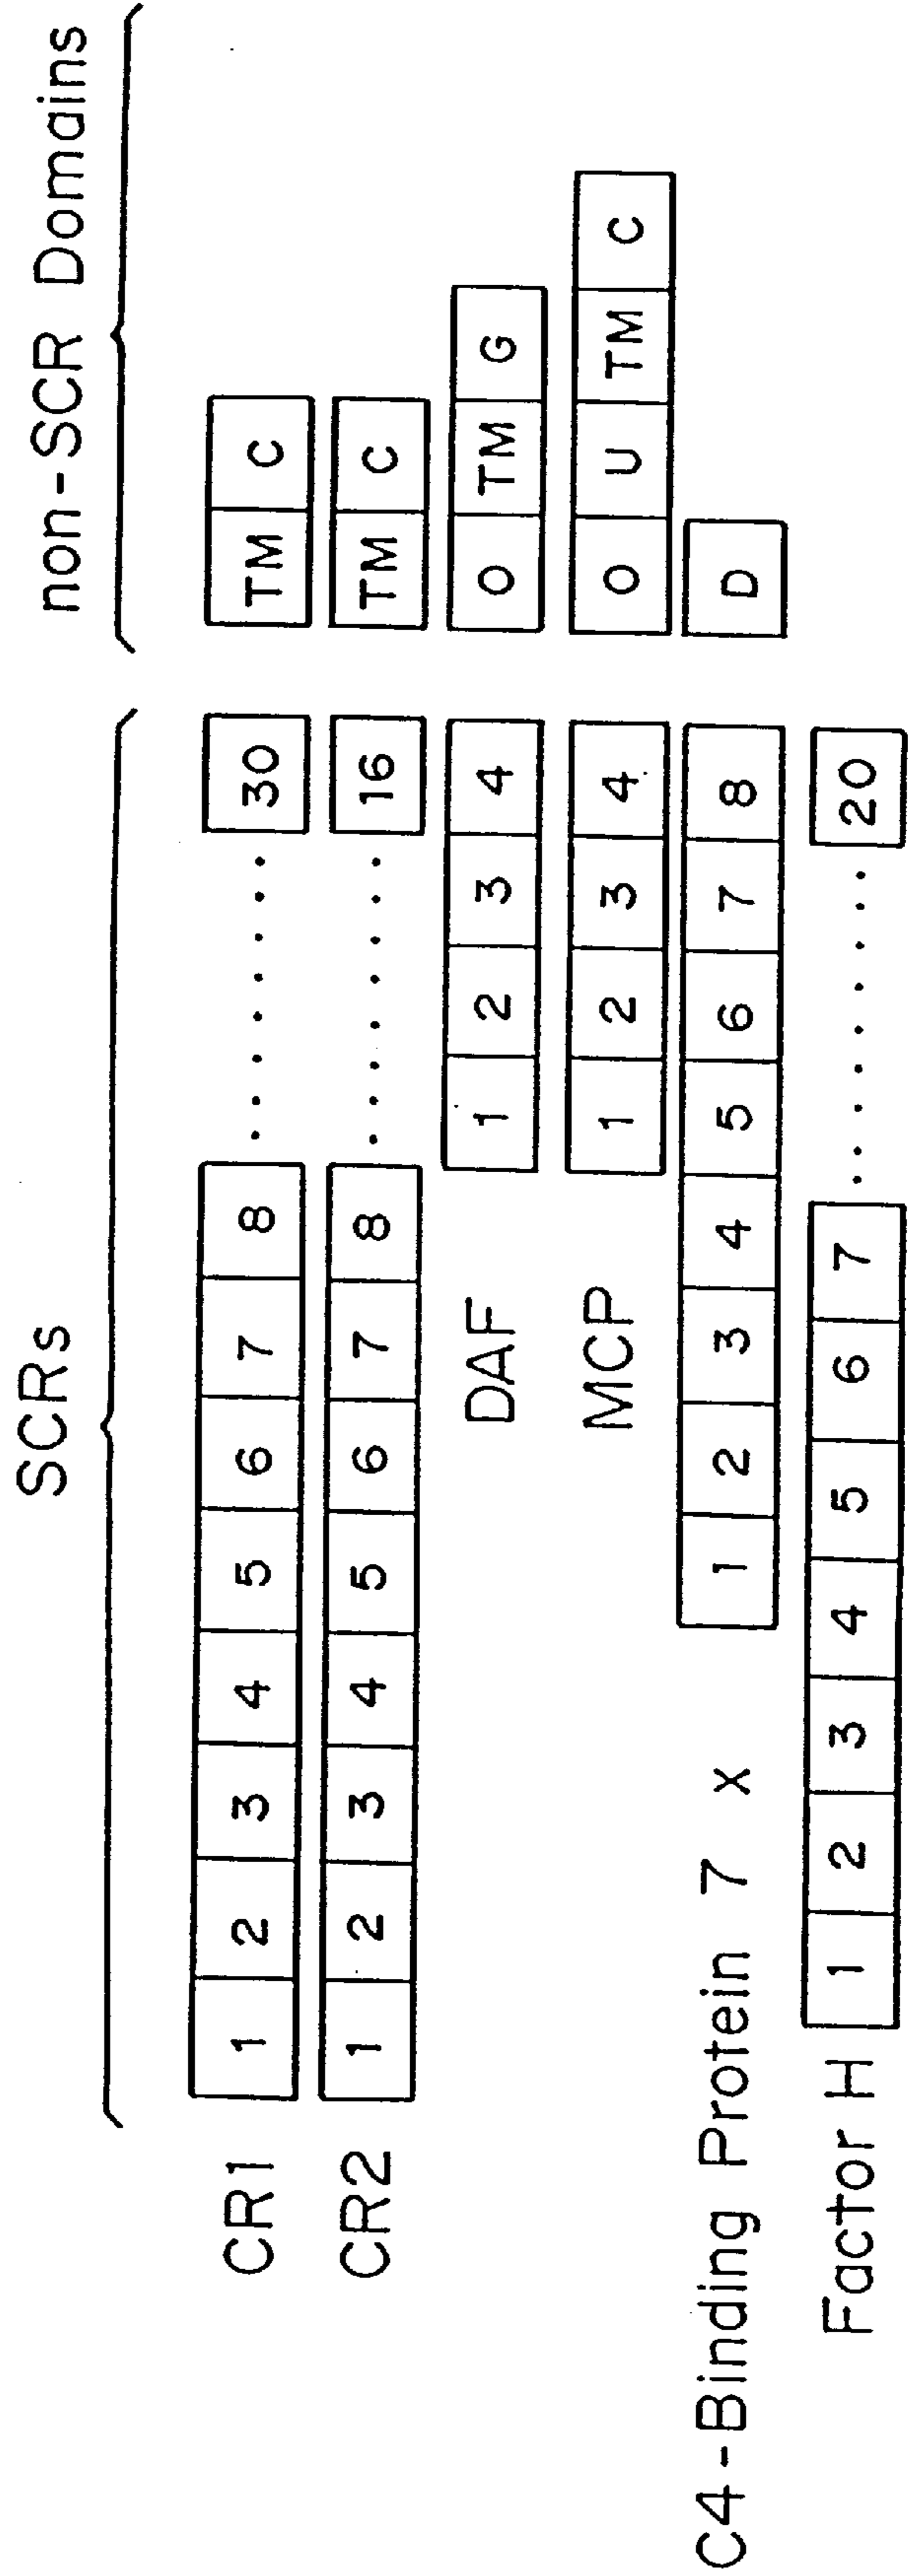 SCRs non-SCR Domains
CR1 1 2 3 4 5 6 7 8 ........ 30 TM C
CR2 1 2 3 4 5 6 7 8 ........ 16 TM C
DAF 1 2 3 4 O TM G
MCP 1 2 3 4 O U TM C
C4-Binding Protein 7 x 1 2 3 4 5 6 7 8 D
Factor H 1 2 3 4 5 6 7 ........ 20